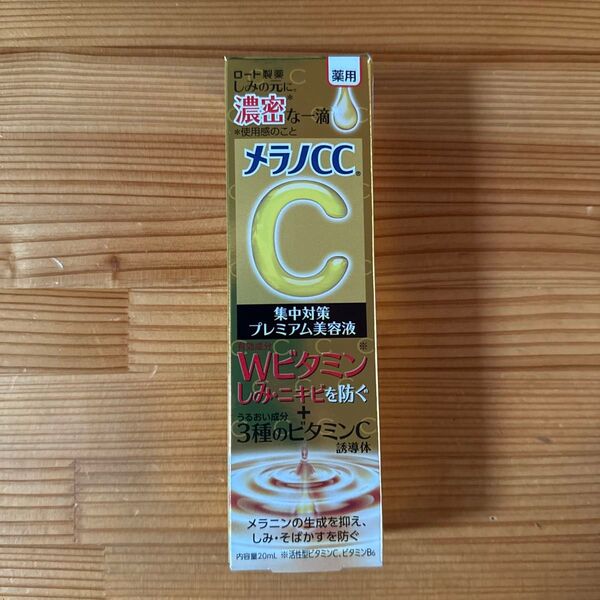 ロート製薬
薬用
しみの元に。
濃密な一滴*
*使用感のこと
メラノCC®
C
集中対策
プレミアム美容液
有効成分
Wビタミン※
しみ・ニキビを防ぐ
+
うるおい成分
3種のビタミンC
誘導体
メラニンの生成を抑え、
しみ・そばかすを防ぐ
内容量20mL ※活性型ビタミンC、ビタミンB6